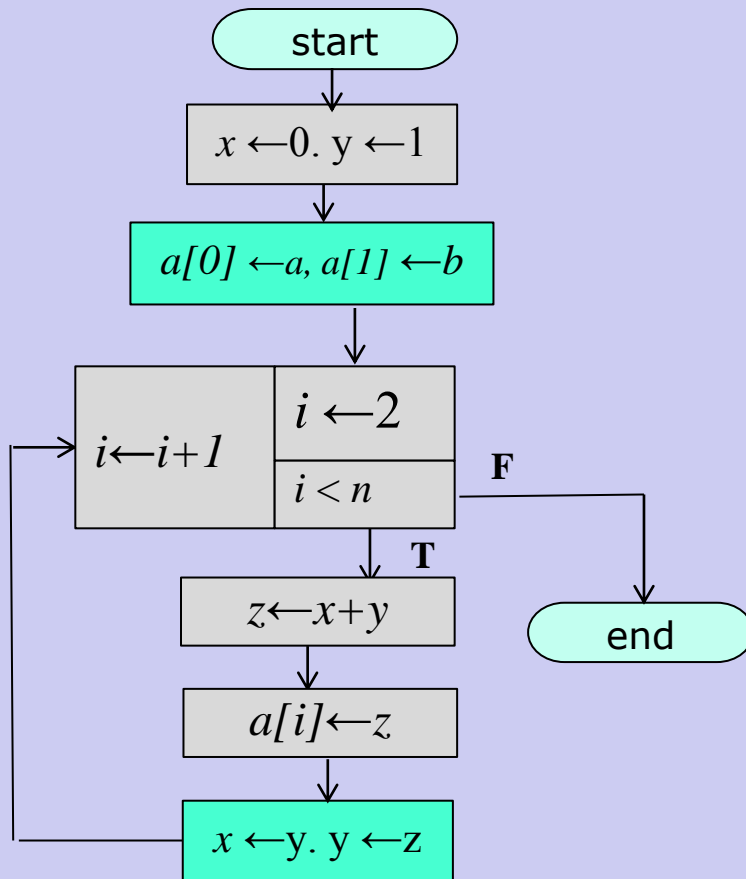 start
x ←0. y ←1
a[0] ←a, a[1] ←b
i←i+1
i ←2
i < n
F
T
z←x+y
end
a[i]←z
x ←y. y ←z